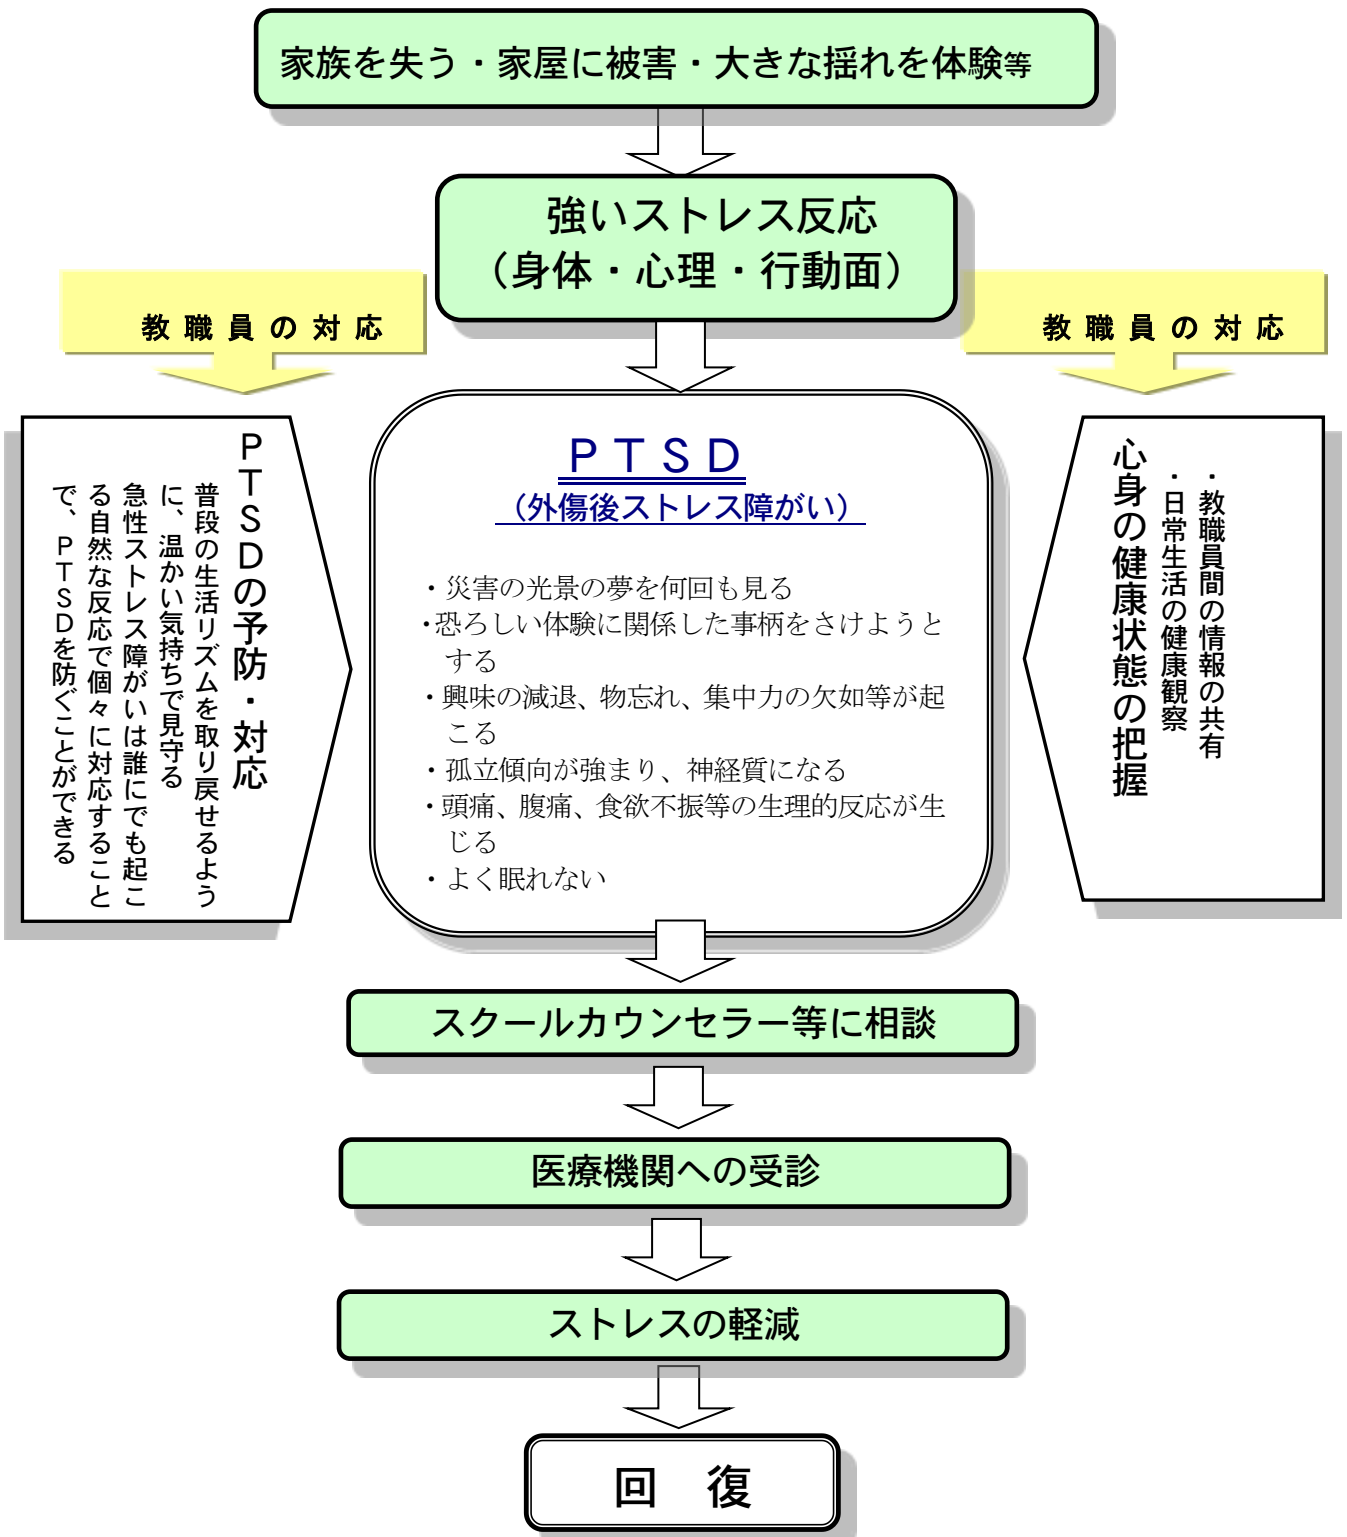 家族を失う・家屋に被害・大きな揺れを体験等
強いストレス反応
（身体・心理・行動面）
教職員の対応
教職員の対応
ＰＴＳＤの予防・対応
普段の生活リズムを取り戻せるよう
に、温かい気持ちで見守る
急性ストレス障がいは誰にでも起こ
る自然な反応で個々に対応すること
で、ＰＴＳＤを防ぐことができる
ＰＴＳＤ
（外傷後ストレス障がい）
・災害の光景の夢を何回も見る
・恐ろしい体験に関係した事柄をさけようと
する
・興味の減退、物忘れ、集中力の欠如等が起
こる
・孤立傾向が強まり、神経質になる
・頭痛、腹痛、食欲不振等の生理的反応が生
じる
・よく眠れない
・教職員間の情報の共有
・日常生活の健康観察
心身の健康状態の把握
スクールカウンセラー等に相談
医療機関への受診
ストレスの軽減
回　復